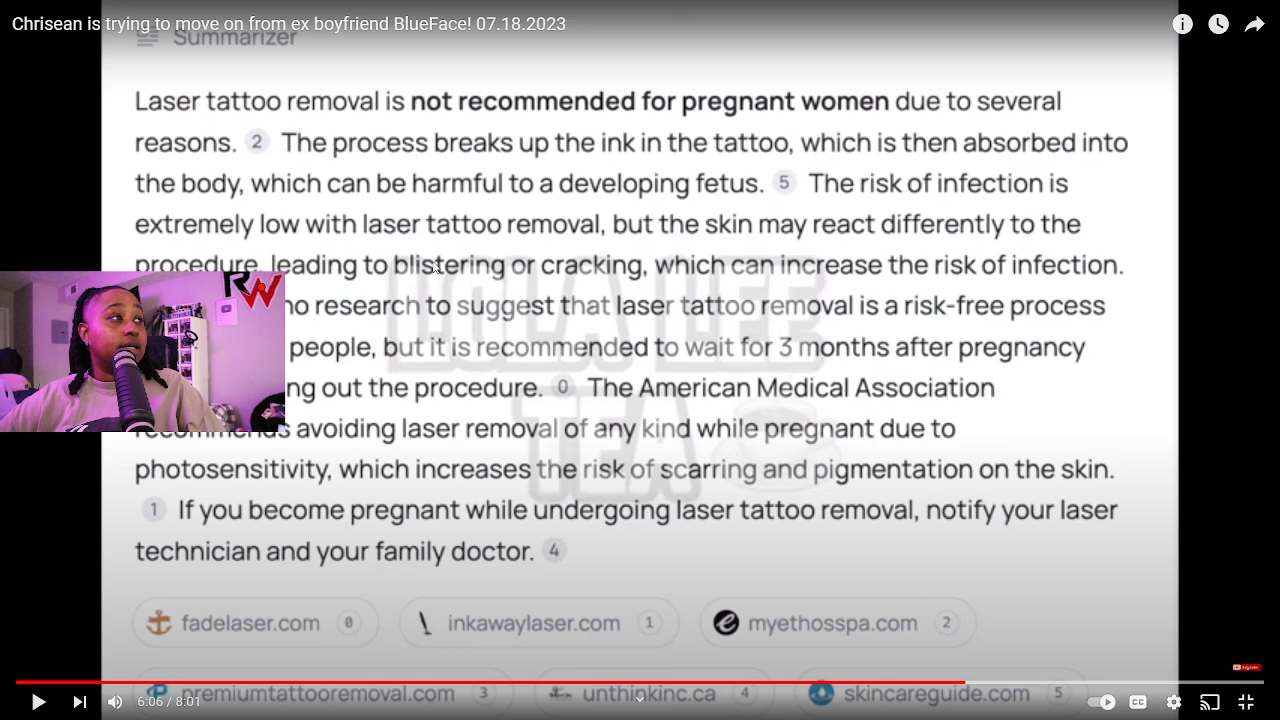 Chrisean is trying to move on from ex boyfriend BlueFace! 07.18.2023
Summarizer
Laser tattoo removal is not recommended for pregnant women due to several
reasons. 2 The process breaks up the ink in the tattoo, which is then absorbed into
the body, which can be harmful to a developing fetus. 5 The risk of infection is
extremely low with laser tattoo removal, but the skin may react differently to the
procedure, leading to blistering or cracking, which can increase the risk of infection.
no research to suggest that laser tattoo removal is a risk-free process
people, but it is recommended to wait for 3 months after pregnancy
ng out the procedure. 0 The American Medical Association
recommends avoiding laser removal of any kind while pregnant due to
photosensitivity, which increases the risk of scarring and pigmentation on the skin.
1 If you become pregnant while undergoing laser tattoo removal, notify your laser
technician and your family doctor. 4
LOLA LEE
TEA
RW
fadelaser.com 0 inkawaylaser.com 1 myethosspa.com 2
premiumtattooremoval.com 3 unthinkinc.ca 4 skincareguide.com 5
6:06 / 8:01
CC